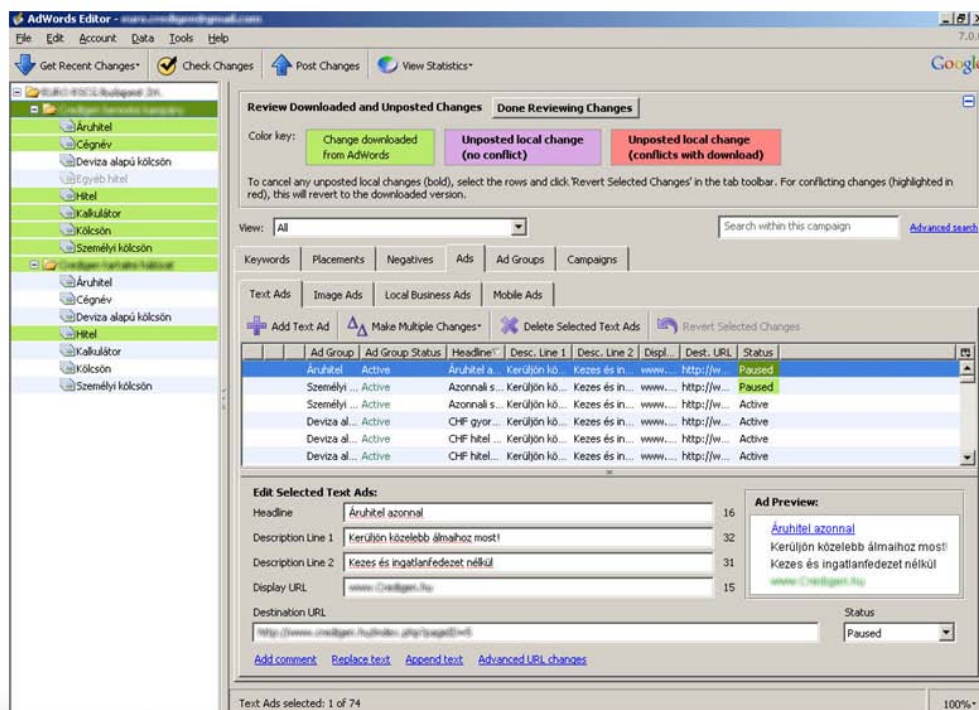 AdWords Editor -
File Edit Account Data Tools Help
7.0.
Get Recent Changes Check Changes Post Changes View Statistics
Google
Áruhitel
Cégnév
Deviza alapú kölcsön
Egyéb hitel
Hitel
Kalkulátor
Kölcsön
Személyi kölcsön
Áruhitel
Cégnév
Deviza alapú kölcsön
Hitel
Kalkulátor
Kölcsön
Személyi kölcsön
Review Downloaded and Unposted Changes Done Reviewing Changes
Color key:
Change downloaded
from AdWords
Unposted local change
(no conflict)
Unposted local change
(conflicts with download)
To cancel any unposted local changes (bold), select the rows and click 'Revert Selected Changes' in the tab toolbar. For conflicting changes (highlighted in
red), this will revert to the downloaded version.
View: All Search within this campaign Advanced search
Keywords Placements Negatives Ads Ad Groups Campaigns
Text Ads Image Ads Local Business Ads Mobile Ads
Add Text Ad Make Multiple Changes Delete Selected Text Ads Revert Selected Changes
Ad Group Ad Group Status Headline Desc. Line 1 Desc. Line 2 Displ... Dest. URL Status
Áruhitel Active Áruhitel a... Kerüljön kö... Kezes és in... www.... http://w... Paused
Személyi ... Active Azonnali s... Kerüljön kö... Kezes és in... www.... http://w... Paused
Személyi ... Active Azonnali s... Kerüljön kö... Kezes és in... www.... http://w... Active
Deviza al... Active CHF gyor... Kerüljön kö... Kezes és in... www.... http://w... Active
Deviza al... Active CHF hitel ... Kerüljön kö... Kezes és in... www.... http://w... Active
Deviza al... Active CHF hitel... Kerüljön kö... Kezes és in... www.... http://w... Active
Edit Selected Text Ads:
Headline Áruhitel azonnal 16
Description Line 1 Kerüljön közelebb álmaihoz most! 32
Description Line 2 Kezes és ingatlanfedezet nélkül 31
Display URL 15
Destination URL
Add comment Replace text Append text Advanced URL changes
Ad Preview:
Áruhitel azonnal
Kerüljön közelebb álmaihoz most!
Kezes és ingatlanfedezet nélkül
Status
Paused
Text Ads selected: 1 of 74
100%